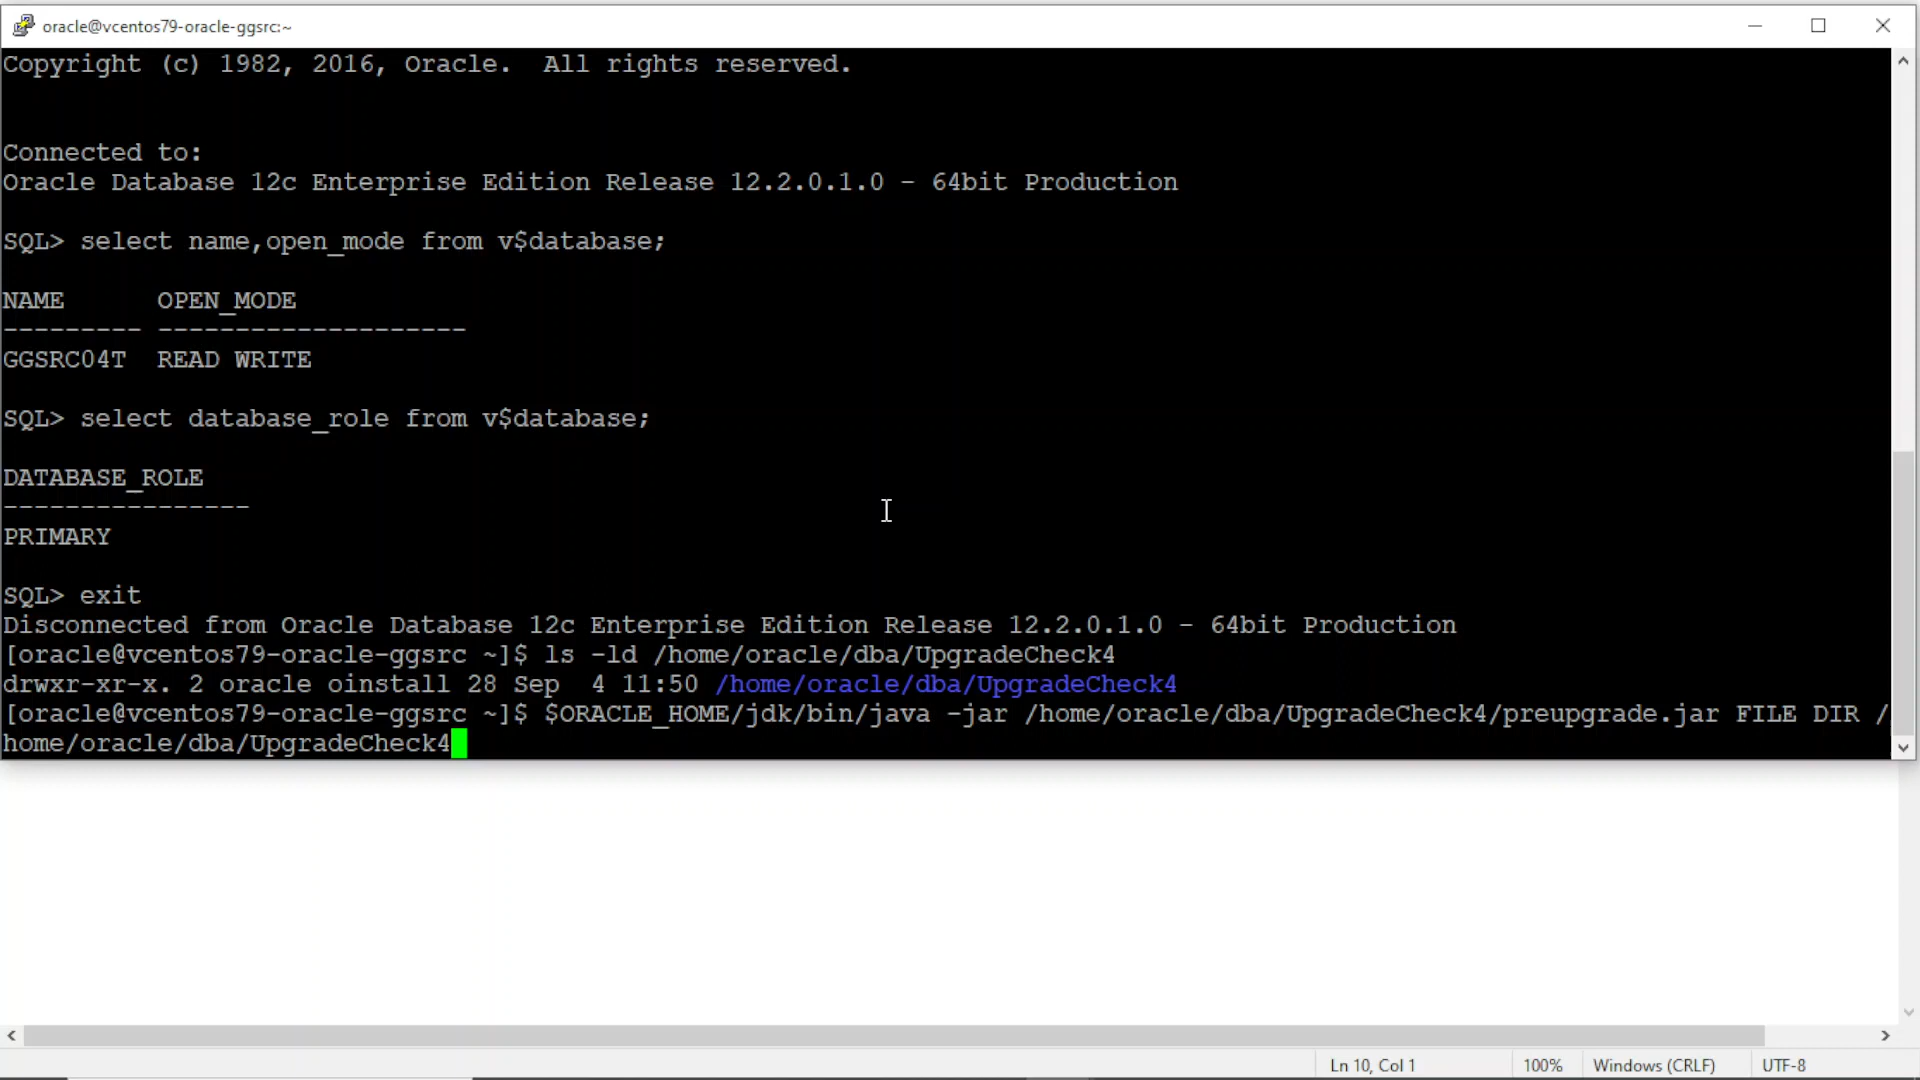 oracle@vcentos79-oracle-ggsrc:~
Copyright (c) 1982, 2016, Oracle.  All rights reserved.
Connected to:
Oracle Database 12c Enterprise Edition Release 12.2.0.1.0 - 64bit Production
SQL> select name,open_mode from v$database;
NAME      OPEN_MODE
--------- --------------------
GGSRC04T  READ WRITE
SQL> select database_role from v$database;
DATABASE_ROLE
----------------
PRIMARY
SQL> exit
Disconnected from Oracle Database 12c Enterprise Edition Release 12.2.0.1.0 - 64bit Production
[oracle@vcentos79-oracle-ggsrc ~]$ ls -ld /home/oracle/dba/UpgradeCheck4
drwxr-xr-x. 2 oracle oinstall 28 Sep  4 11:50 /home/oracle/dba/UpgradeCheck4
[oracle@vcentos79-oracle-ggsrc ~]$ $ORACLE_HOME/jdk/bin/java -jar /home/oracle/dba/UpgradeCheck4/preupgrade.jar FILE DIR /
home/oracle/dba/UpgradeCheck4
Ln 10, Col 1 100% Windows (CRLF) UTF-8